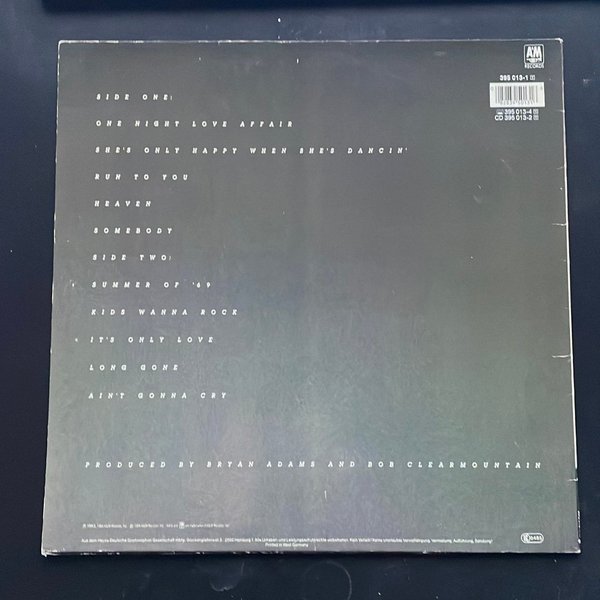 A&M
RECORDS
395 013-1
395 013-4
CD 395 013-2
SIDE ONE:
ONE NIGHT LOVE AFFAIR
SHE'S ONLY HAPPY WHEN SHE'S DANCIN'
RUN TO YOU
HEAVEN
SOMEBODY
SIDE TWO:
SUMMER OF '69
KIDS WANNA ROCK
IT'S ONLY LOVE
LONG GONE
AIN'T GONNA CRY
PRODUCED BY BRYAN ADAMS AND BOB CLEARMOUNTAIN
Printed in West Germany